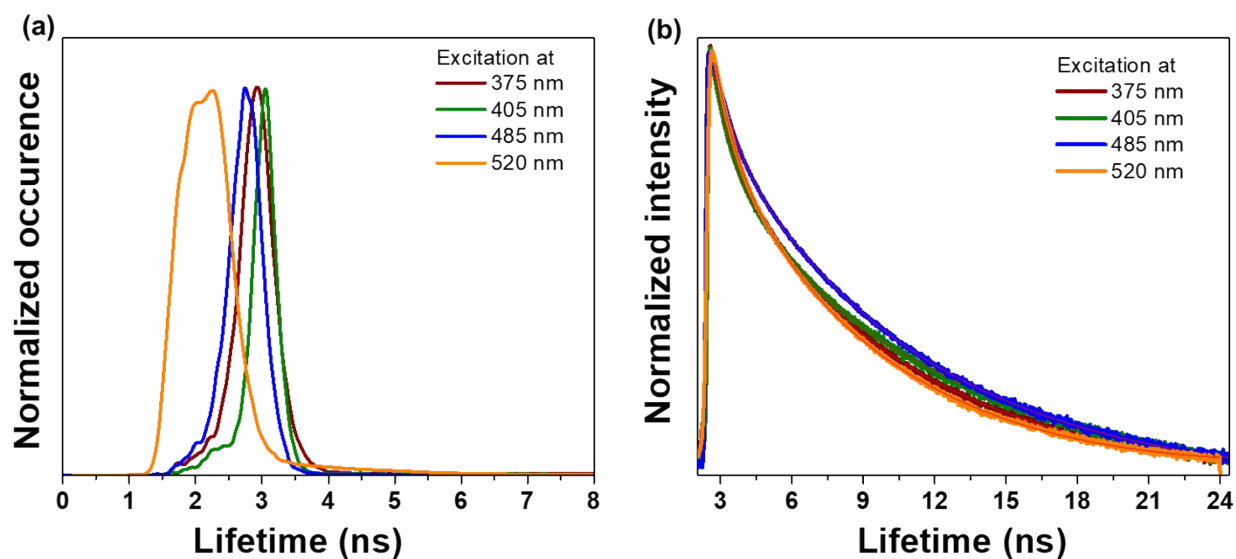 (a)
Normalized occurence
Excitation at
375 nm
405 nm
485 nm
520 nm
0 1 2 3 4 5 6 7 8
Lifetime (ns)
(b)
Normalized intensity
Excitation at
375 nm
405 nm
485 nm
520 nm
3 6 9 12 15 18 21 24
Lifetime (ns)